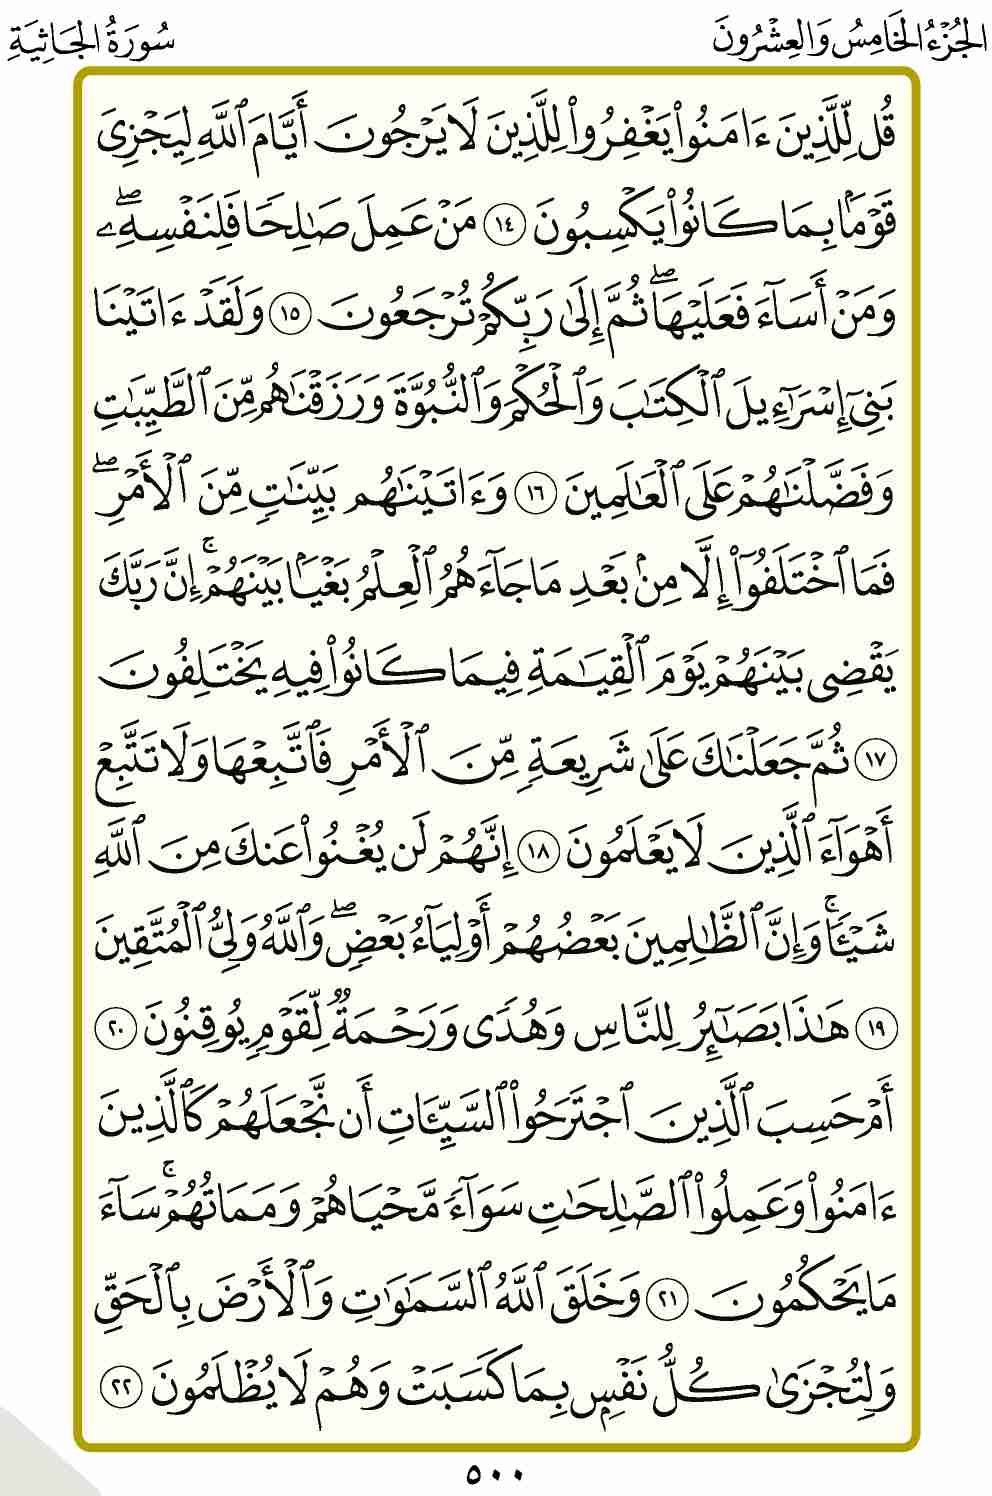 الجُزْءُ الخَامِسُ وَالعِشْرُونَ
سُورَةُ الجَاثِيَةِ
قُل لِّلَّذِينَ ءَامَنُوا۟ يَغْفِرُوا۟ لِلَّذِينَ لَا يَرْجُونَ أَيَّامَ ٱللَّهِ لِيَجْزِىَ
قَوْمًۢا بِمَا كَانُوا۟ يَكْسِبُونَ ١٤ مَنْ عَمِلَ صَٰلِحًا فَلِنَفْسِهِۦۖ
وَمَنْ أَسَآءَ فَعَلَيْهَاۖ ثُمَّ إِلَىٰ رَبِّكُمْ تُرْجَعُونَ ١٥ وَلَقَدْ ءَاتَيْنَا
بَنِىٓ إِسْرَٰٓءِيلَ ٱلْكِتَٰبَ وَٱلْحُكْمَ وَٱلنُّبُوَّةَ وَرَزَقْنَٰهُم مِّنَ ٱلطَّيِّبَٰتِ
وَفَضَّلْنَٰهُمْ عَلَى ٱلْعَٰلَمِينَ ١٦ وَءَاتَيْنَٰهُم بَيِّنَٰتٍ مِّنَ ٱلْأَمْرِۖ
فَمَا ٱخْتَلَفُوٓا۟ إِلَّا مِنۢ بَعْدِ مَا جَآءَهُمُ ٱلْعِلْمُ بَغْيًۢا بَيْنَهُمْۚ إِنَّ رَبَّكَ
يَقْضِى بَيْنَهُمْ يَوْمَ ٱلْقِيَٰمَةِ فِيمَا كَانُوا۟ فِيهِ يَخْتَلِفُونَ
١٧ ثُمَّ جَعَلْنَٰكَ عَلَىٰ شَرِيعَةٍ مِّنَ ٱلْأَمْرِ فَٱتَّبِعْهَا وَلَا تَتَّبِعْ
أَهْوَآءَ ٱلَّذِينَ لَا يَعْلَمُونَ ١٨ إِنَّهُمْ لَن يُغْنُوا۟ عَنكَ مِنَ ٱللَّهِ
شَيْـًٔاۚ وَإِنَّ ٱلظَّٰلِمِينَ بَعْضُهُمْ أَوْلِيَآءُ بَعْضٍۖ وَٱللَّهُ وَلِىُّ ٱلْمُتَّقِينَ
١٩ هَٰذَا بَصَٰٓئِرُ لِلنَّاسِ وَهُدًى وَرَحْمَةٌ لِّقَوْمٍ يُوقِنُونَ ٢٠
أَمْ حَسِبَ ٱلَّذِينَ ٱجْتَرَحُوا۟ ٱلسَّيِّـَٔاتِ أَن نَّجْعَلَهُمْ كَٱلَّذِينَ
ءَامَنُوا۟ وَعَمِلُوا۟ ٱلصَّٰلِحَٰتِ سَوَآءً مَّحْيَاهُمْ وَمَمَاتُهُمْۚ سَآءَ
مَا يَحْكُمُونَ ٢١ وَخَلَقَ ٱللَّهُ ٱلسَّمَٰوَٰتِ وَٱلْأَرْضَ بِٱلْحَقِّ
وَلِتُجْزَىٰ كُلُّ نَفْسٍۭ بِمَا كَسَبَتْ وَهُمْ لَا يُظْلَمُونَ ٢٢
٥٠٠